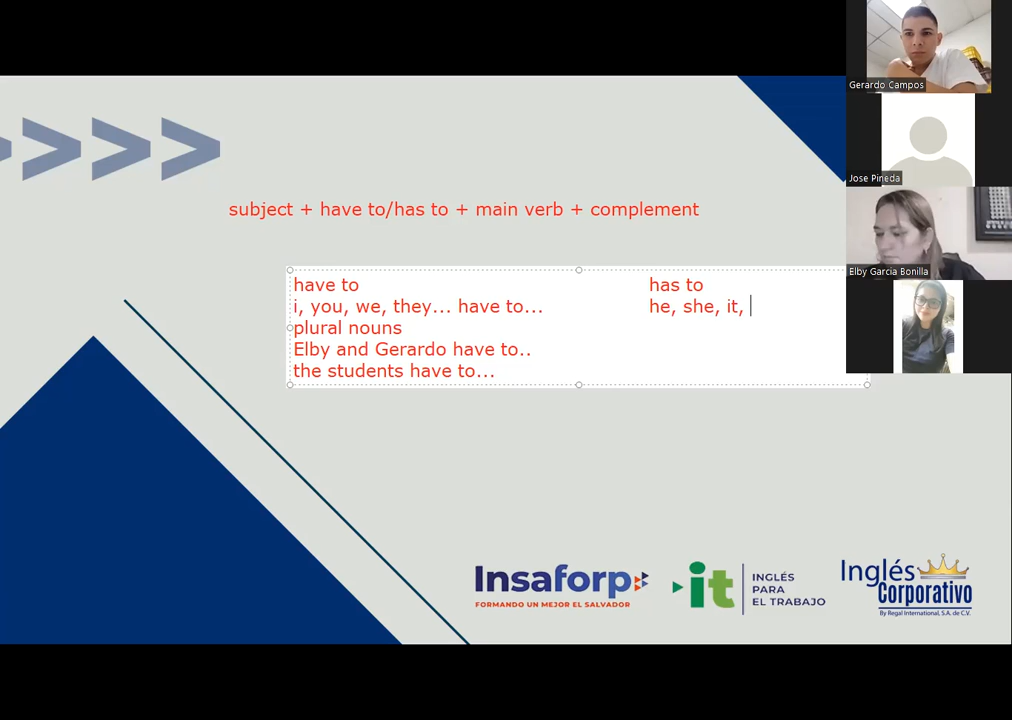 Gerardo Campos
Jose Pineda
subject + have to/has to + main verb + complement
Elby Garcia Bonilla
have to has to
i, you, we, they... have to... he, she, it,
plural nouns
Elby and Gerardo have to..
the students have to...
Insaforp
FORMANDO UN MEJOR EL SALVADOR
it
INGLÉS
PARA
EL TRABAJO
Inglés
Corporativo
By Regal International, S.A. de C.V.